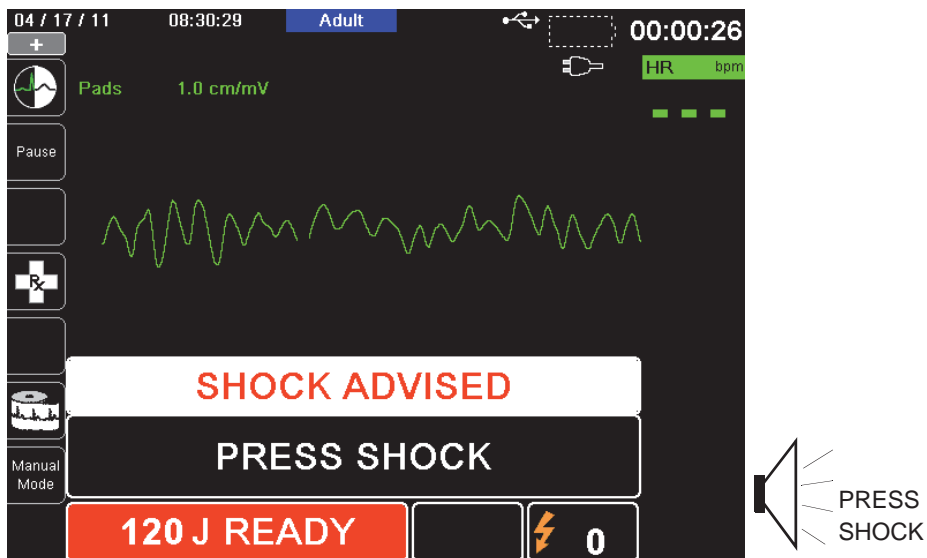 04 / 17 / 11 08:30:29 Adult 00:00:26
+
HR bpm
Pads 1.0 cm/mV
- - -
Pause
Rx
SHOCK ADVISED
PRESS SHOCK
Manual
Mode
120 J READY 0
PRESS
SHOCK